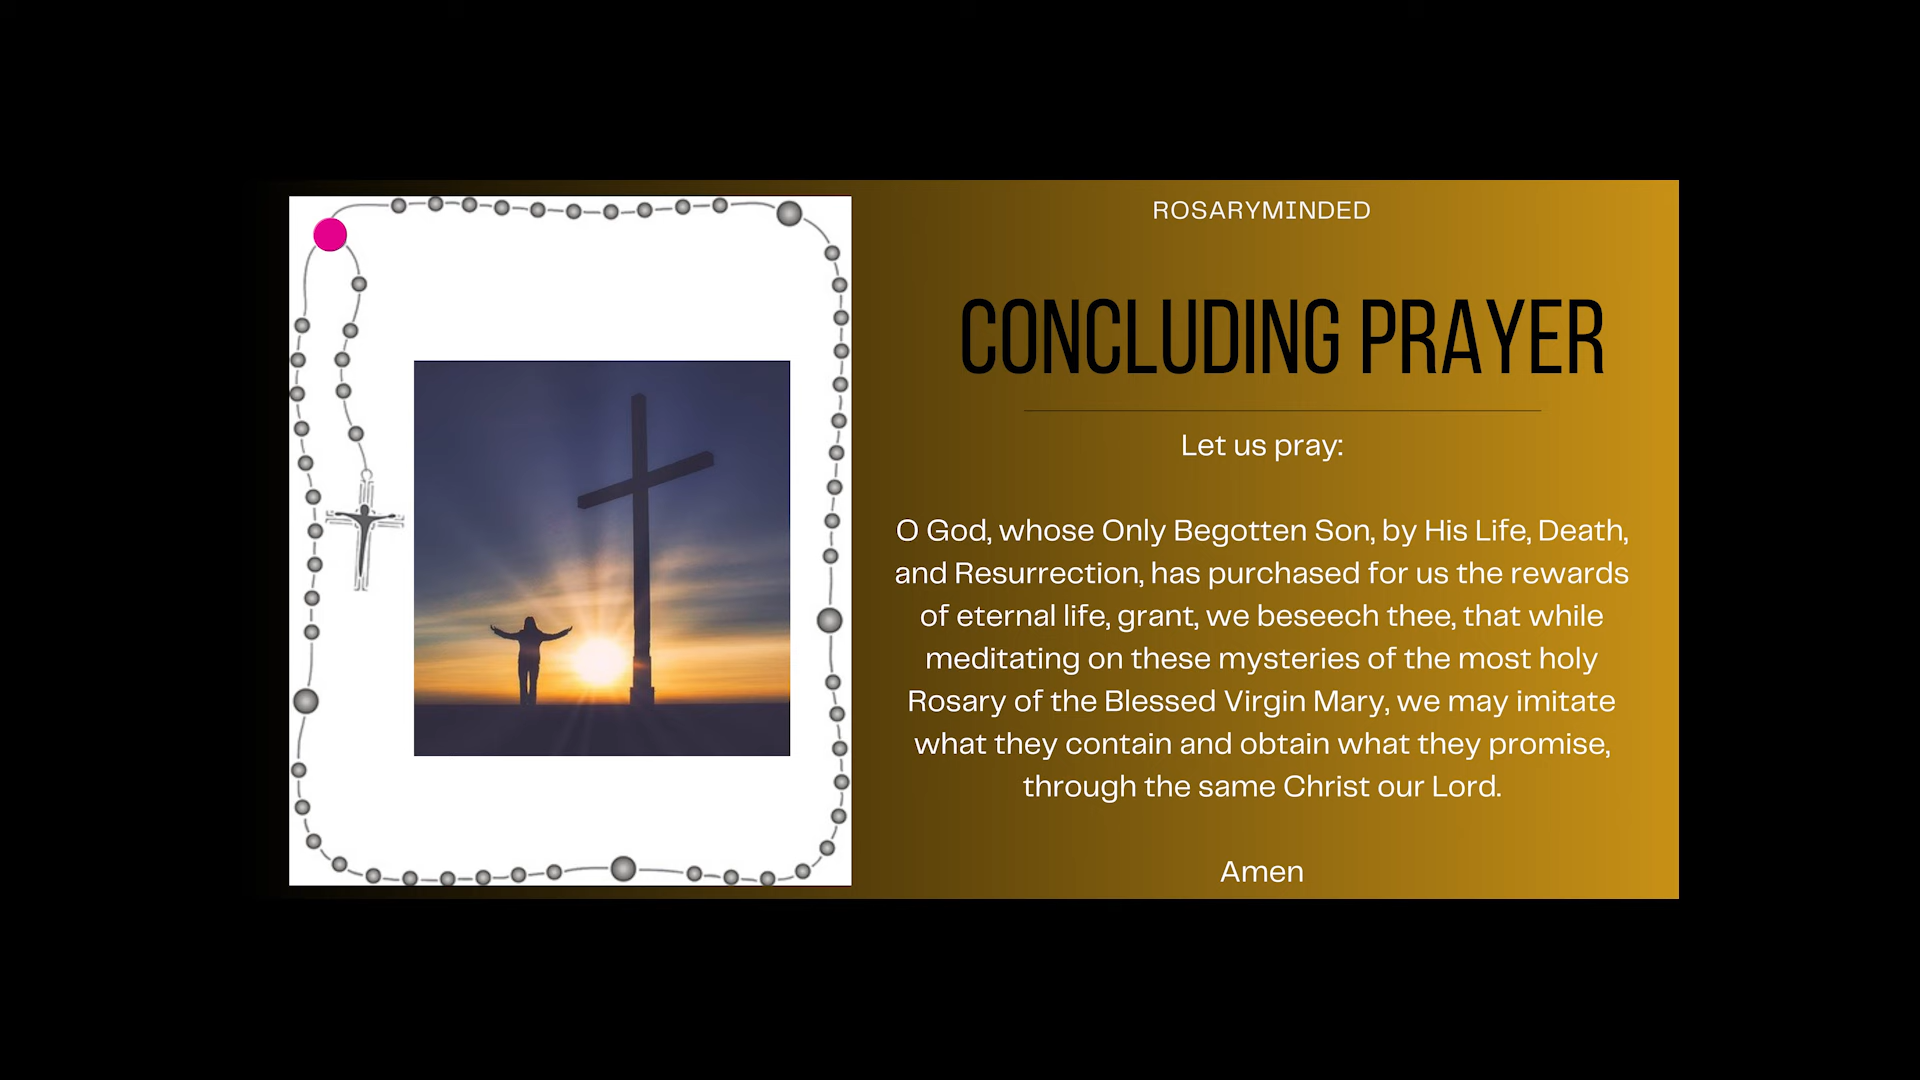 ROSARYMINDED
CONCLUDING PRAYER
Let us pray:
O God, whose Only Begotten Son, by His Life, Death,
and Resurrection, has purchased for us the rewards
of eternal life, grant, we beseech thee, that while
meditating on these mysteries of the most holy
Rosary of the Blessed Virgin Mary, we may imitate
what they contain and obtain what they promise,
through the same Christ our Lord.
Amen